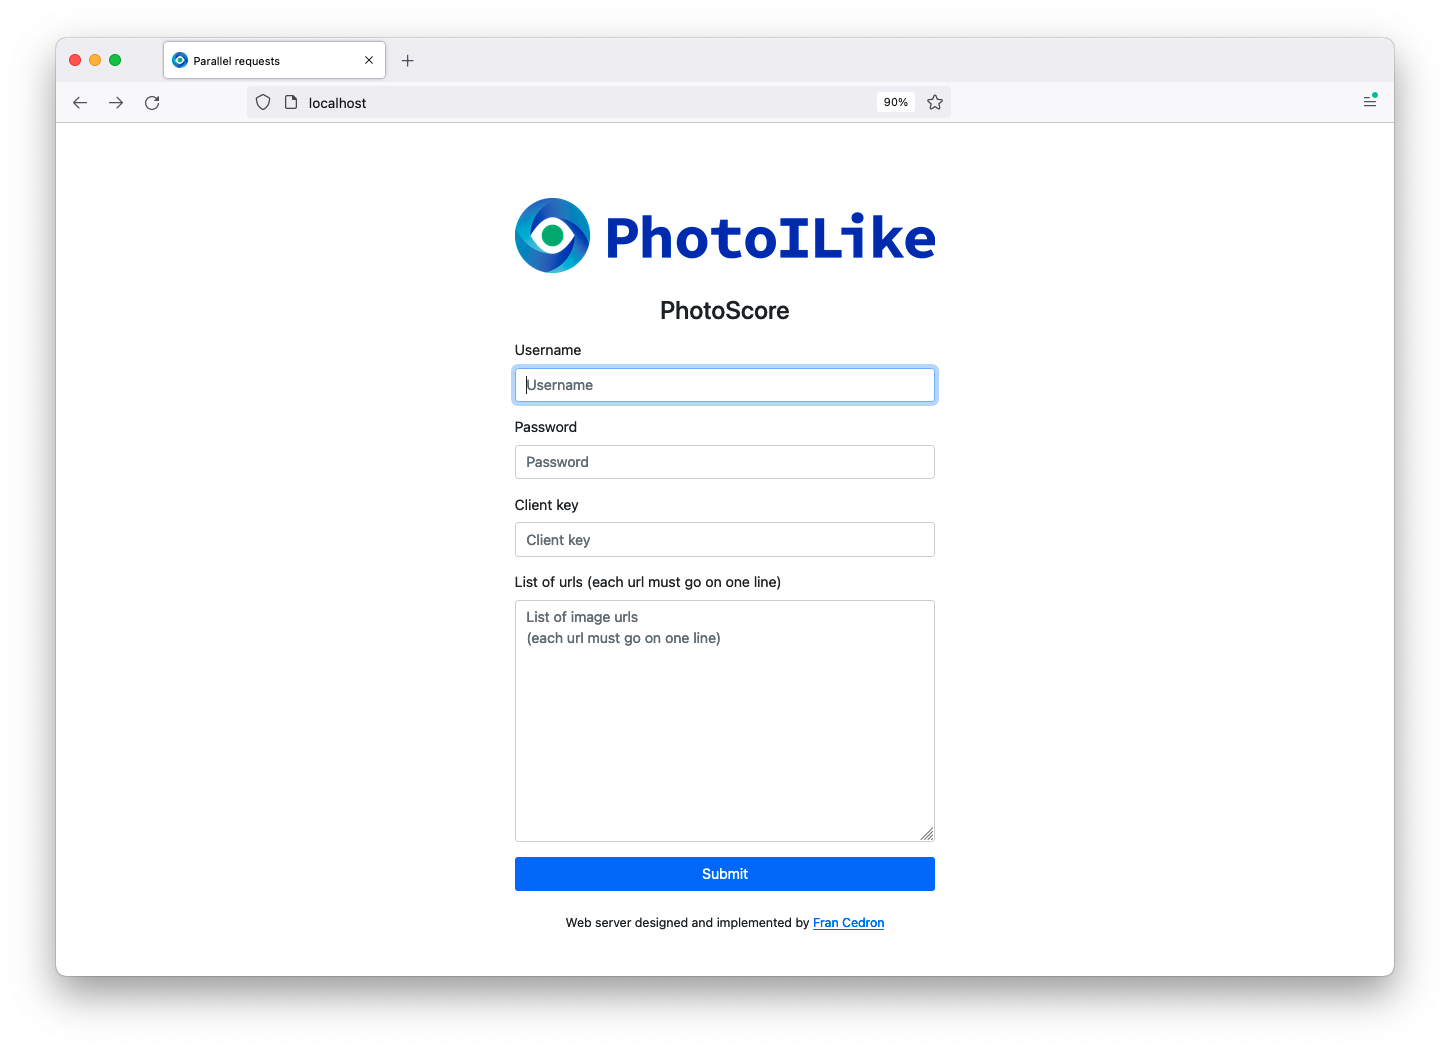 Parallel requests
localhost
90%
PhotoILike
PhotoScore
Username
Username
Password
Password
Client key
Client key
List of urls (each url must go on one line)
List of image urls
(each url must go on one line)
Submit
Web server designed and implemented by Fran Cedron